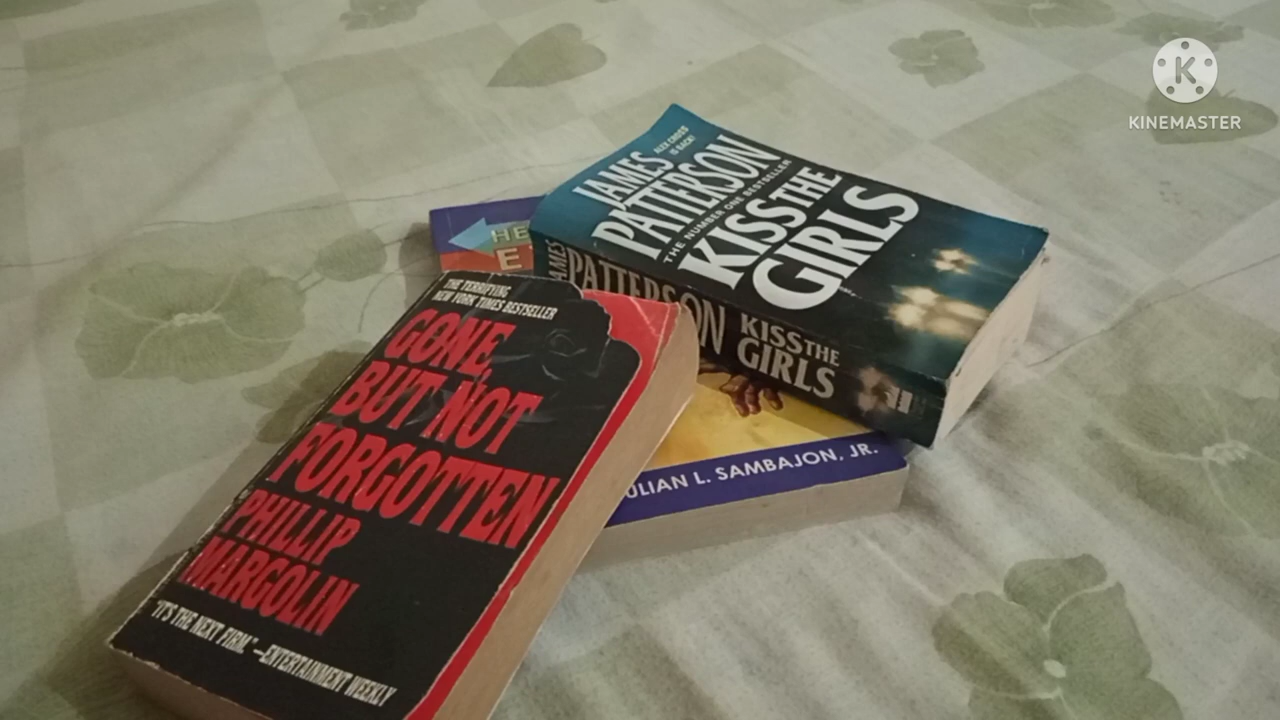 K
KINEMASTER
ALEX CROSS
IS BACK!
JAMES
PATTERSON
THE NUMBER ONE BESTSELLER
KISS THE
GIRLS
PATTERSON
KISS THE
GIRLS
HE
E
ULIAN L. SAMBAJON, JR.
THE TERRIFYING
NEW YORK TIMES BESTSELLER
GONE,
BUT NOT
FORGOTTEN
PHILLIP
MARGOLIN
"IT'S THE NEXT FIRM." —ENTERTAINMENT WEEKLY